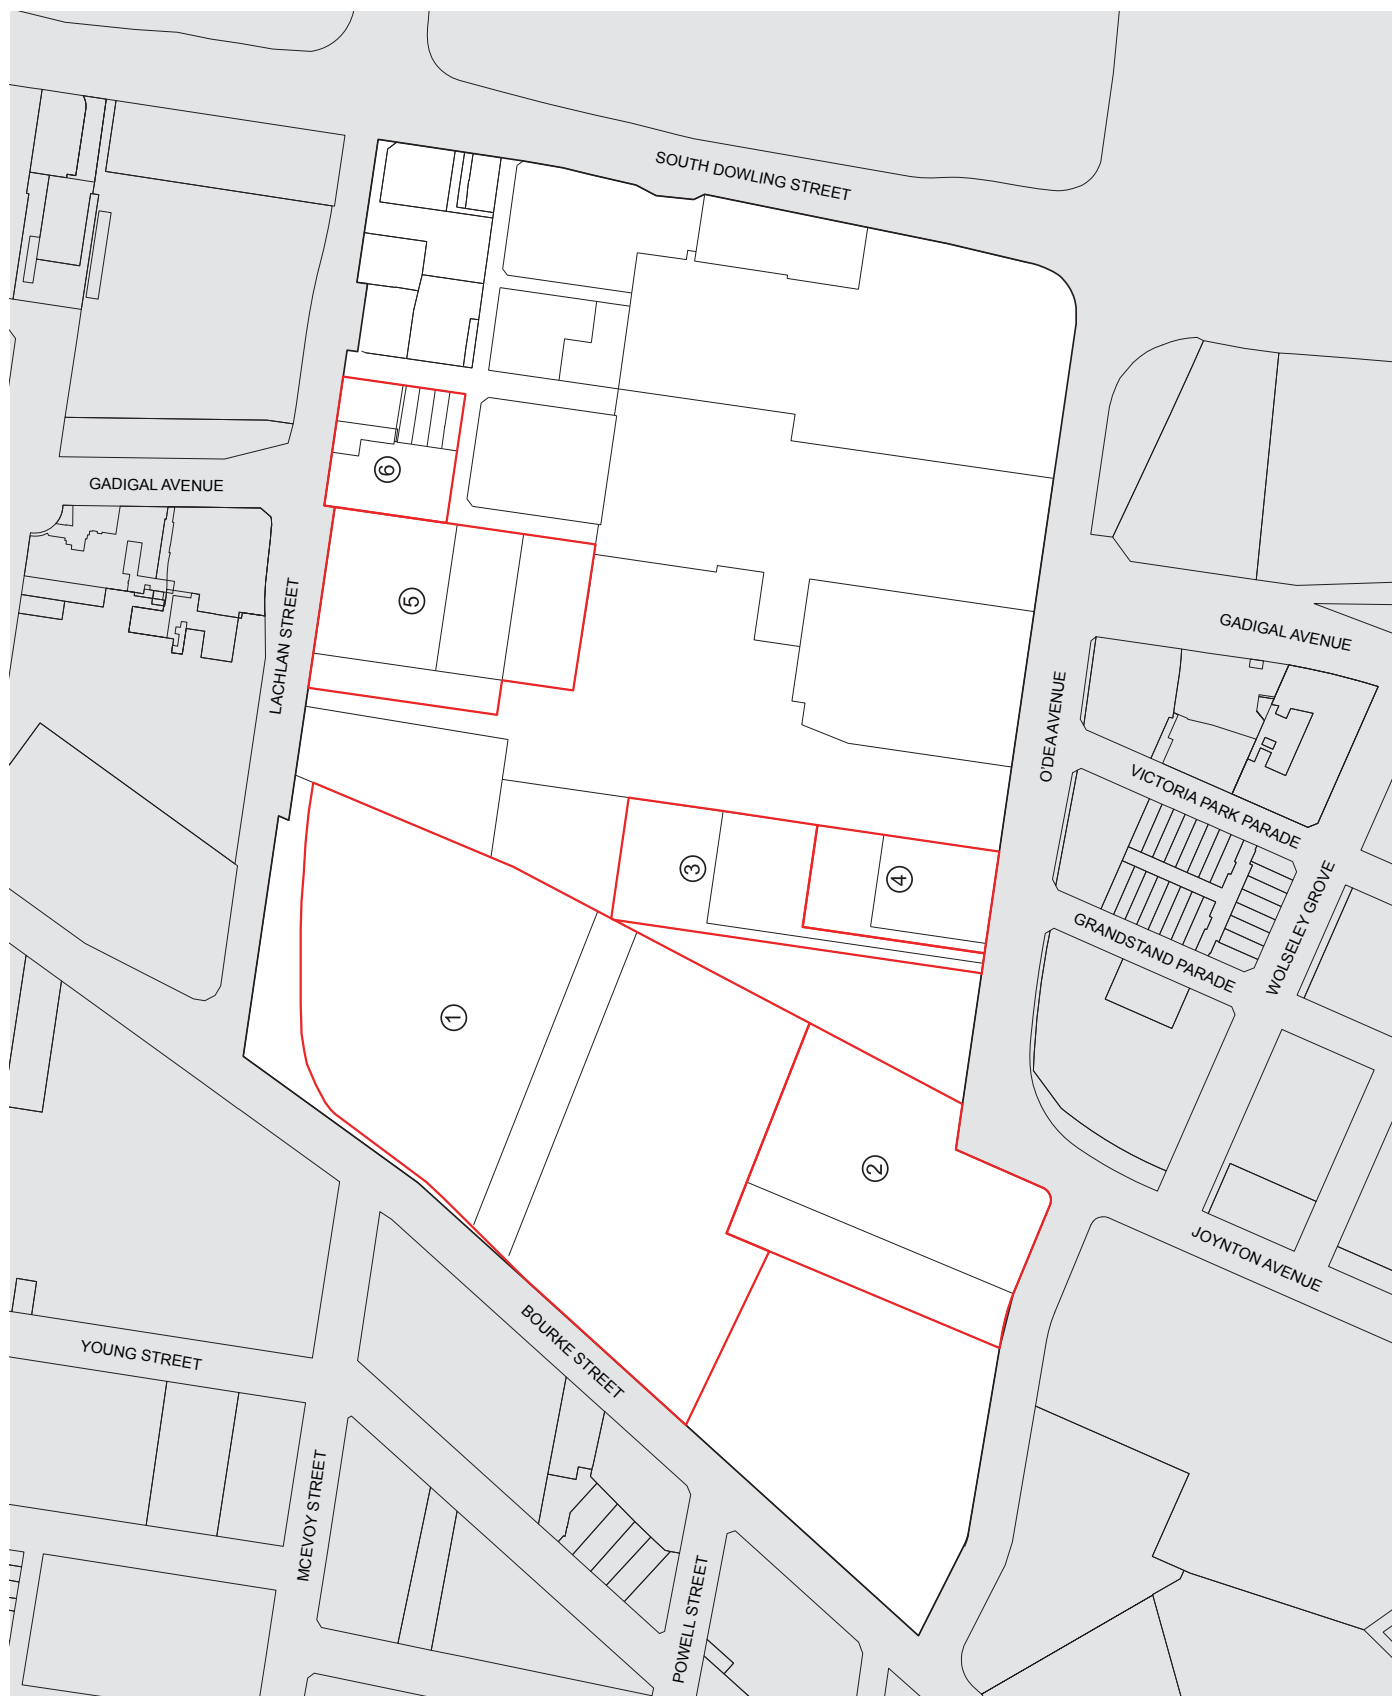 SOUTH DOWLING STREET
GADIGAL AVENUE
6
5
LACHLAN STREET
GADIGAL AVENUE
O'DEA AVENUE
VICTORIA PARK PARADE
3
4
GRANDSTAND PARADE
WOLSELEY GROVE
1
2
JOYNTON AVENUE
BOURKE STREET
YOUNG STREET
MCEVOY STREET
POWELL STREET